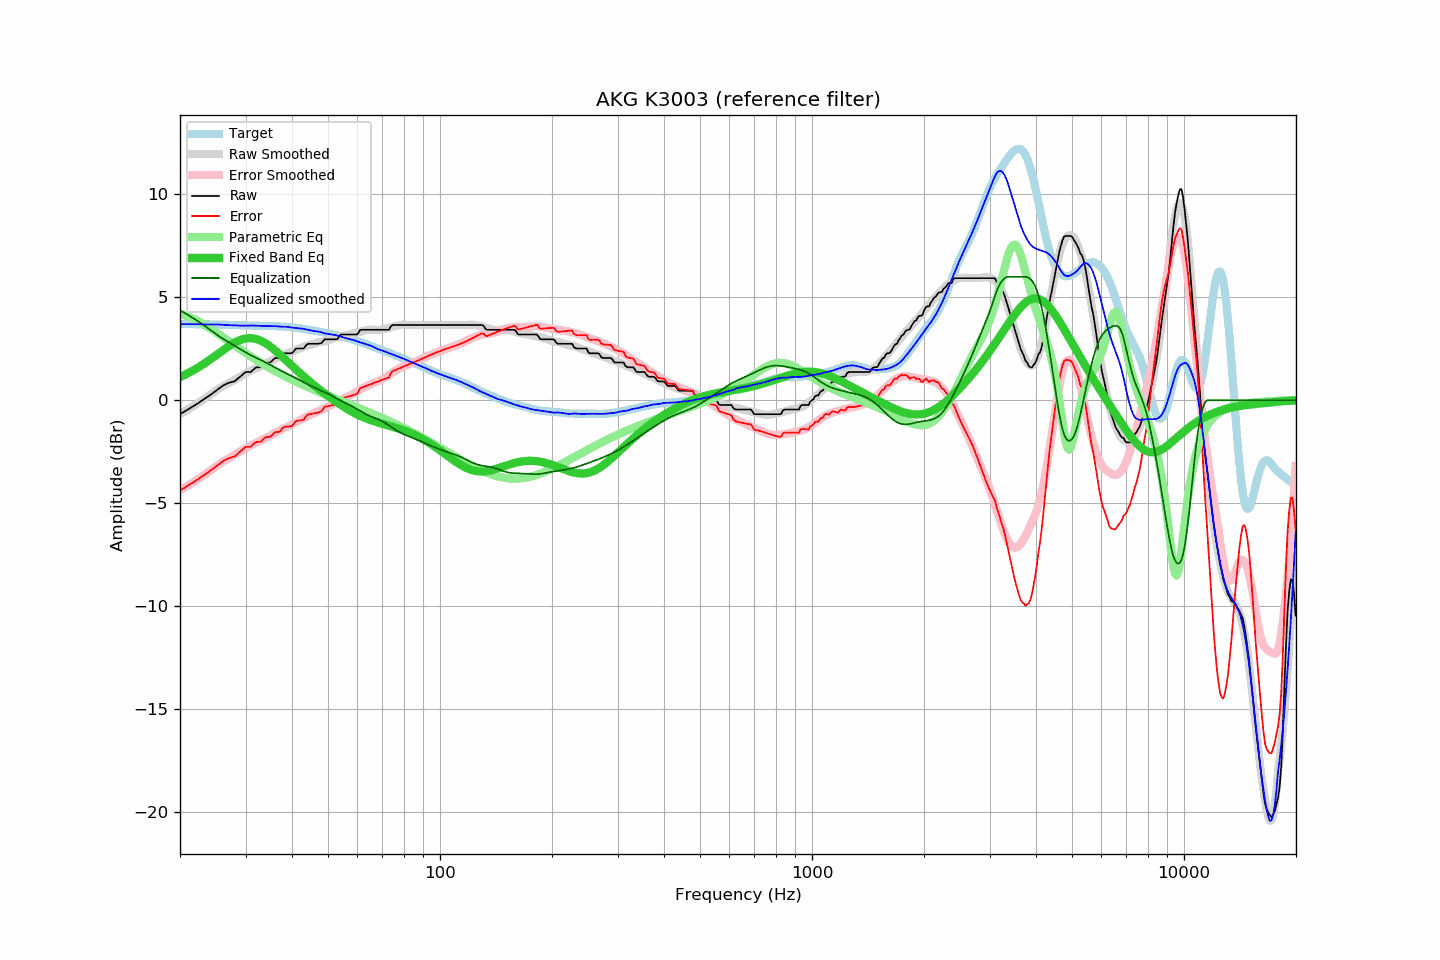 AKG K3003 (reference filter)
Target
Raw Smoothed
Error Smoothed
Raw
Error
Parametric Eq
Fixed Band Eq
Equalization
Equalized smoothed
10
5
0
−5
−10
−15
−20
Amplitude (dBr)
100
1000
10000
Frequency (Hz)